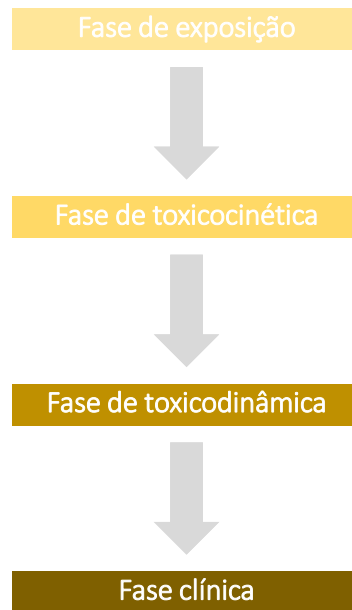 Fase de exposição
Fase de toxicocinética
Fase de toxicodinâmica
Fase clínica